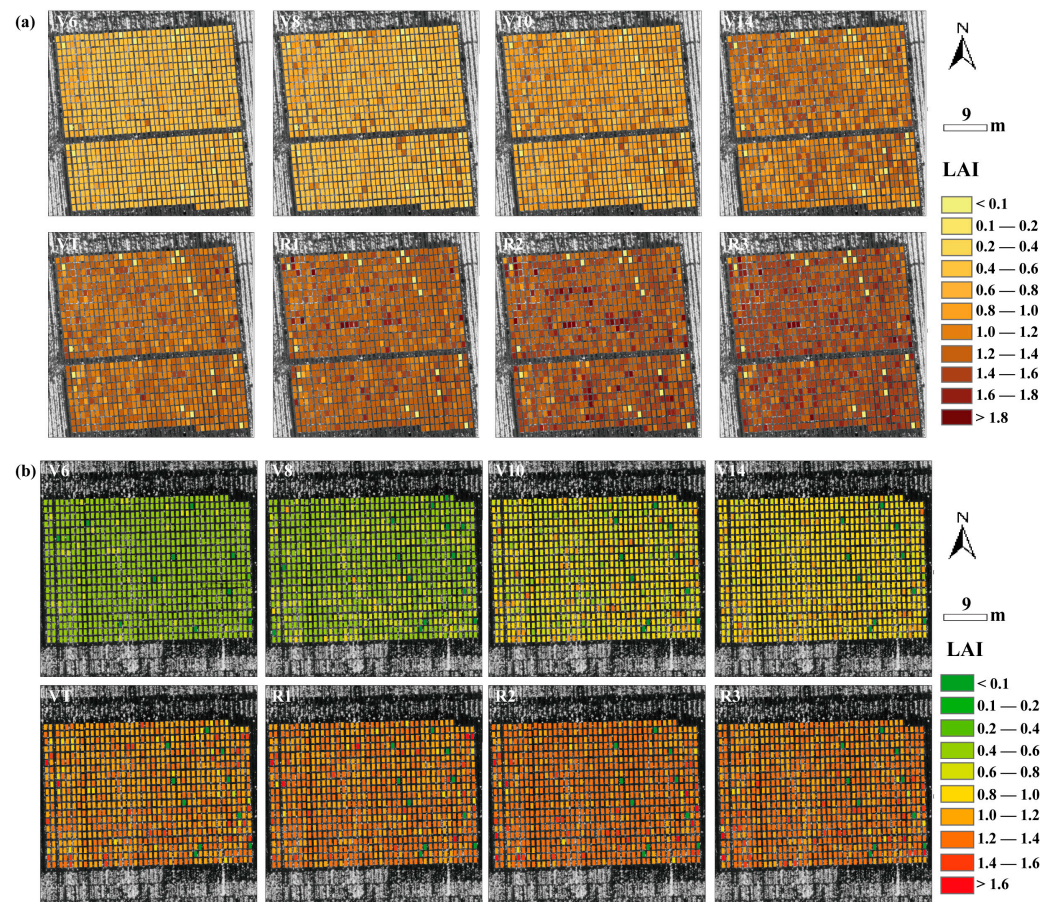 (a)
V6 V8 V10 V14
N
9
m
LAI
< 0.1
0.1 — 0.2
0.2 — 0.4
0.4 — 0.6
0.6 — 0.8
0.8 — 1.0
1.0 — 1.2
1.2 — 1.4
1.4 — 1.6
1.6 — 1.8
> 1.8
VT R1 R2 R3
(b)
V6 V8 V10 V14
N
9
m
LAI
< 0.1
0.1 — 0.2
0.2 — 0.4
0.4 — 0.6
0.6 — 0.8
0.8 — 1.0
1.0 — 1.2
1.2 — 1.4
1.4 — 1.6
> 1.6
VT R1 R2 R3